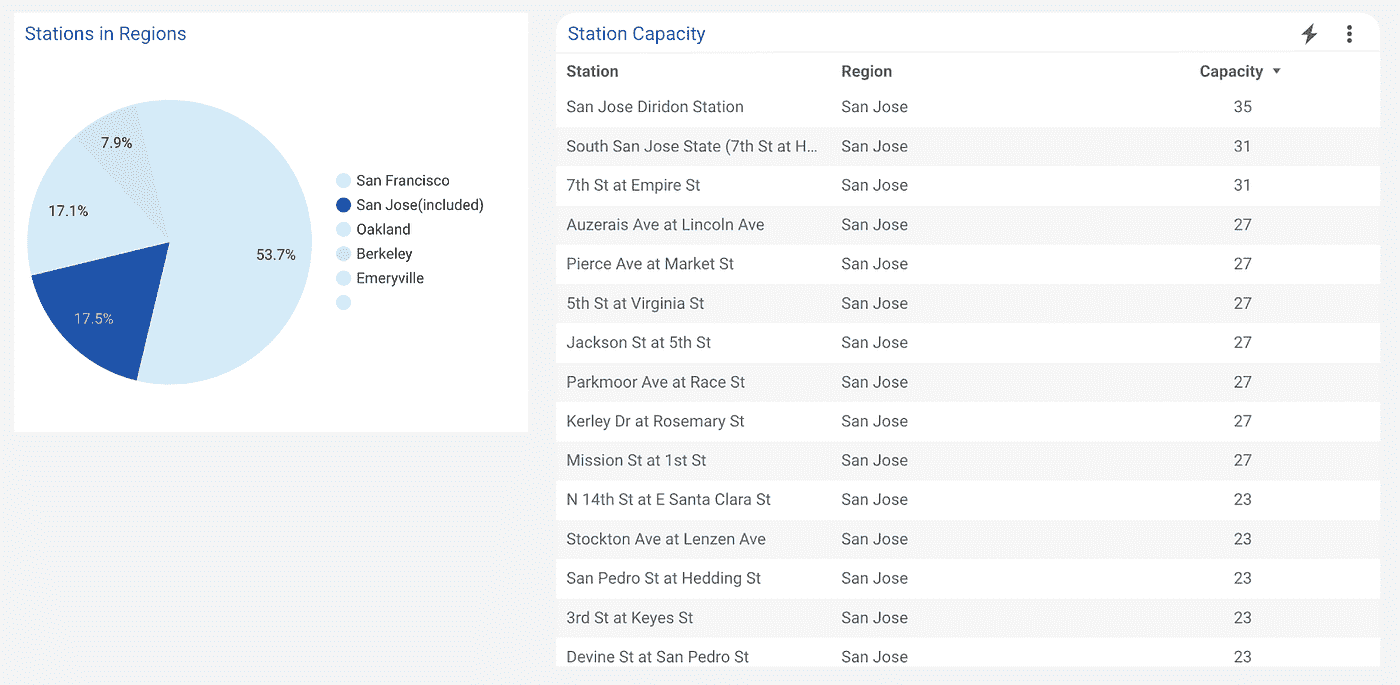 Stations in Regions
7.9%
17.1%
53.7%
17.5%
San Francisco
San Jose(included)
Oakland
Berkeley
Emeryville
Station Capacity
Station Region Capacity
San Jose Diridon Station San Jose 35
South San Jose State (7th St at H... San Jose 31
7th St at Empire St San Jose 31
Auzerais Ave at Lincoln Ave San Jose 27
Pierce Ave at Market St San Jose 27
5th St at Virginia St San Jose 27
Jackson St at 5th St San Jose 27
Parkmoor Ave at Race St San Jose 27
Kerley Dr at Rosemary St San Jose 27
Mission St at 1st St San Jose 27
N 14th St at E Santa Clara St San Jose 23
Stockton Ave at Lenzen Ave San Jose 23
San Pedro St at Hedding St San Jose 23
3rd St at Keyes St San Jose 23
Devine St at San Pedro St San Jose 23